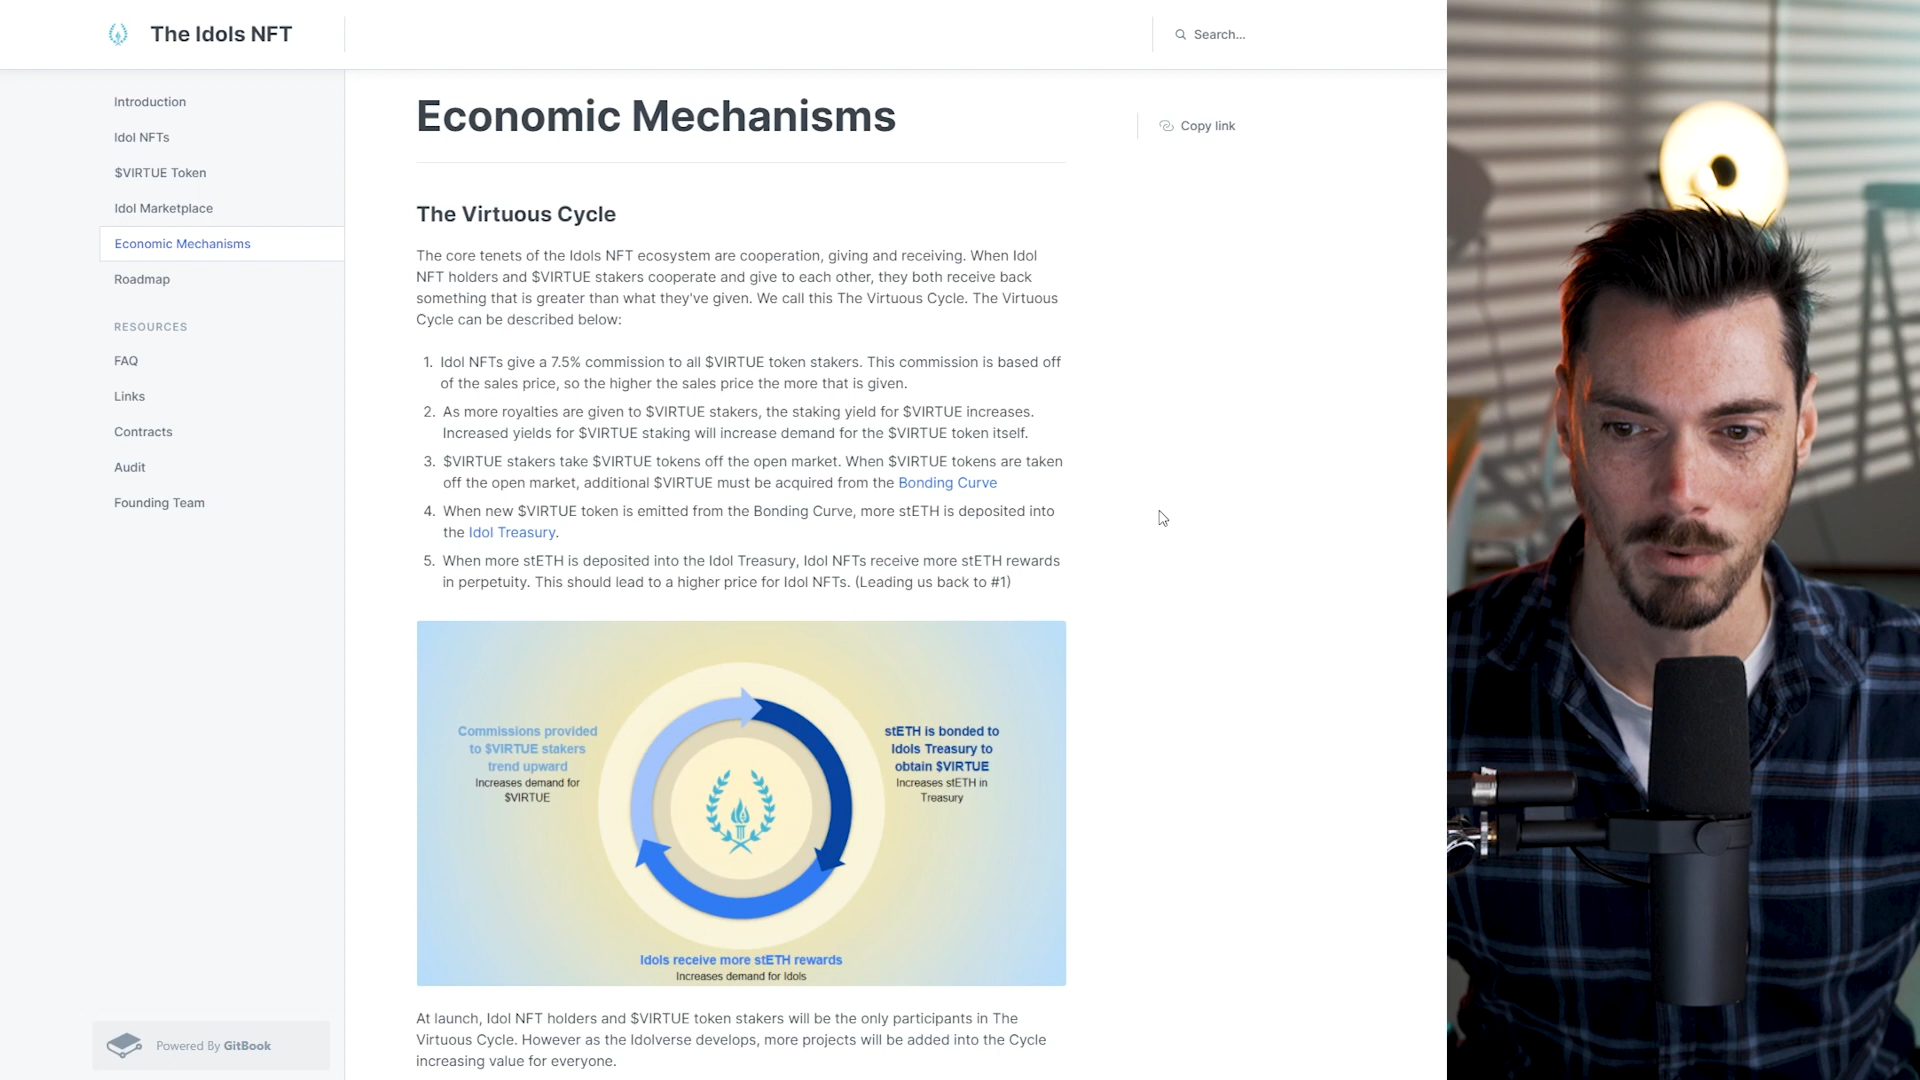 The Idols NFT
Search...
Introduction
Idol NFTs
$VIRTUE Token
Idol Marketplace
Economic Mechanisms
Roadmap
RESOURCES
FAQ
Links
Contracts
Audit
Founding Team
Powered By GitBook
Economic Mechanisms
Copy link
The Virtuous Cycle
The core tenets of the Idols NFT ecosystem are cooperation, giving and receiving. When Idol
NFT holders and $VIRTUE stakers cooperate and give to each other, they both receive back
something that is greater than what they've given. We call this The Virtuous Cycle. The Virtuous
Cycle can be described below:
1. Idol NFTs give a 7.5% commission to all $VIRTUE token stakers. This commission is based off
of the sales price, so the higher the sales price the more that is given.
2. As more royalties are given to $VIRTUE stakers, the staking yield for $VIRTUE increases.
Increased yields for $VIRTUE staking will increase demand for the $VIRTUE token itself.
3. $VIRTUE stakers take $VIRTUE tokens off the open market. When $VIRTUE tokens are taken
off the open market, additional $VIRTUE must be acquired from the Bonding Curve
4. When new $VIRTUE token is emitted from the Bonding Curve, more stETH is deposited into
the Idol Treasury.
5. When more stETH is deposited into the Idol Treasury, Idol NFTs receive more stETH rewards
in perpetuity. This should lead to a higher price for Idol NFTs. (Leading us back to #1)
Commissions provided
to $VIRTUE stakers
trend upward
Increases demand for
$VIRTUE
stETH is bonded to
Idols Treasury to
obtain $VIRTUE
Increases stETH in
Treasury
Idols receive more stETH rewards
Increases demand for Idols
At launch, Idol NFT holders and $VIRTUE token stakers will be the only participants in The
Virtuous Cycle. However as the Idolverse develops, more projects will be added into the Cycle
increasing value for everyone.